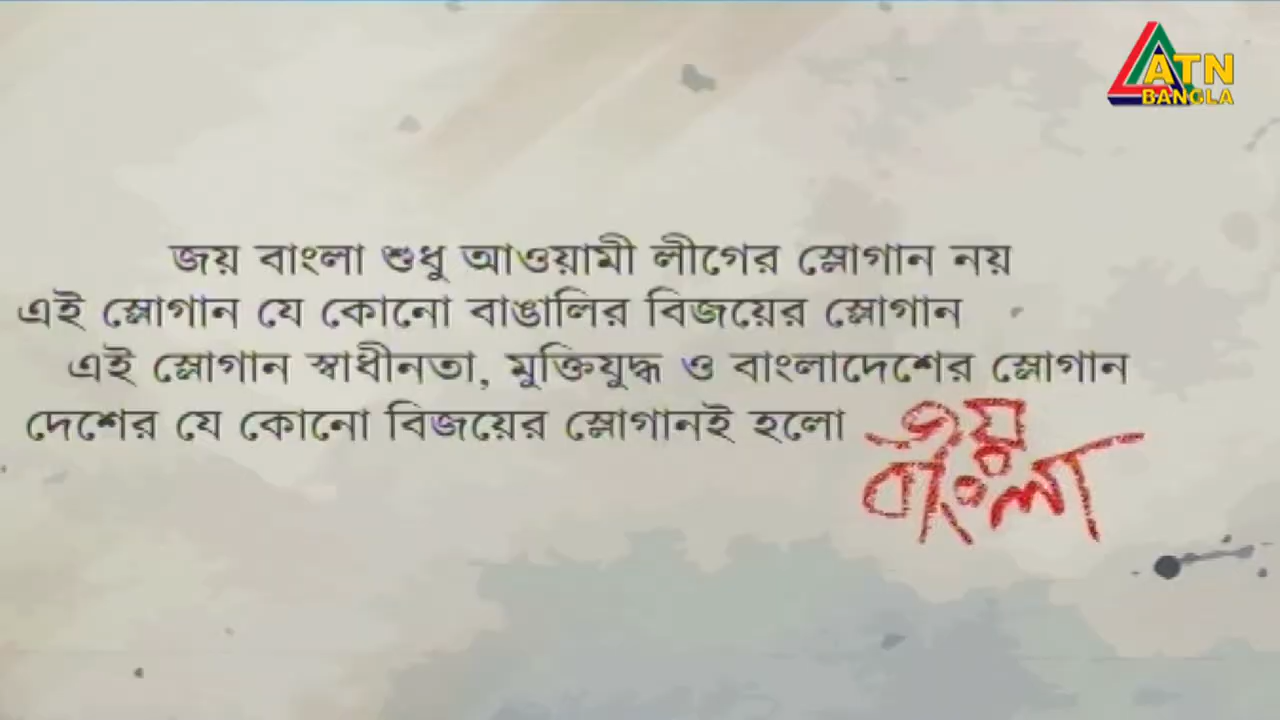 ATN
BANGLA
জয় বাংলা শুধু আওয়ামী লীগের স্লোগান নয়
এই স্লোগান যে কোনো বাঙালির বিজয়ের স্লোগান
এই স্লোগান স্বাধীনতা, মুক্তিযুদ্ধ ও বাংলাদেশের স্লোগান
দেশের যে কোনো বিজয়ের স্লোগানই হলো জয়
বাংলা